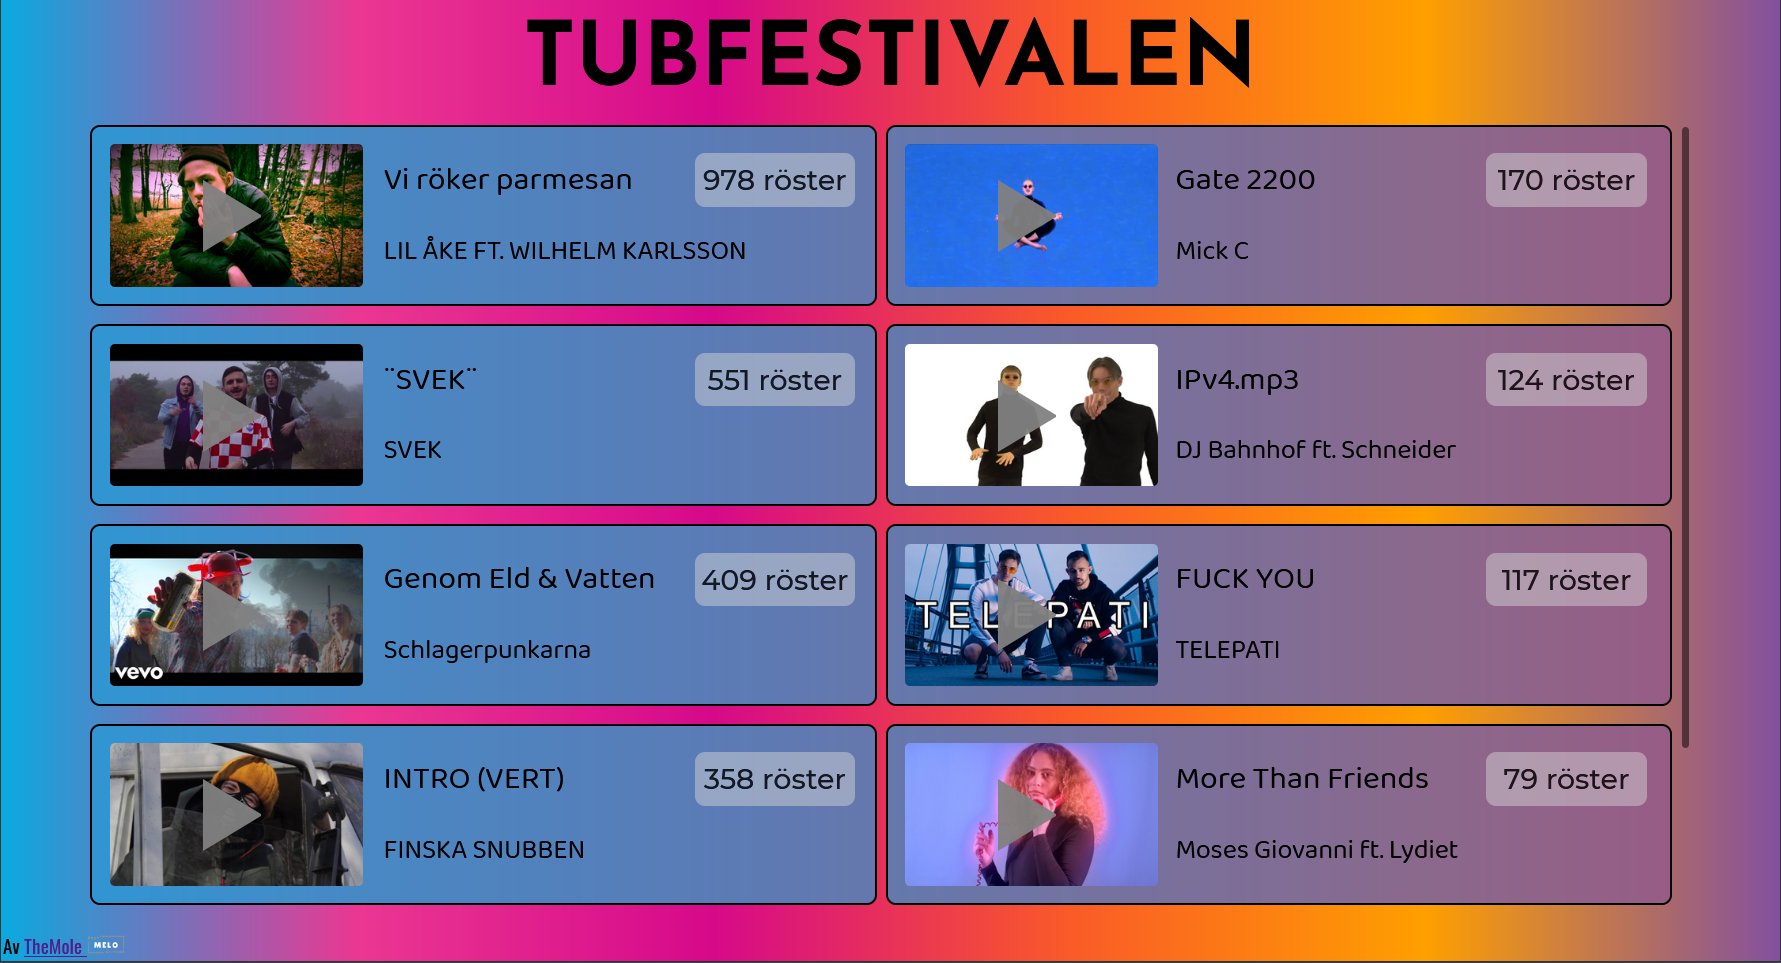 TUBFESTIVALEN
Vi röker parmesan
978 röster
LIL ÅKE FT. WILHELM KARLSSON
Gate 2200
170 röster
Mick C
¨SVEK¨
551 röster
SVEK
IPv4.mp3
124 röster
DJ Bahnhof ft. Schneider
vevo
Genom Eld & Vatten
409 röster
Schlagerpunkarna
TELEPATI
FUCK YOU
117 röster
TELEPATI
INTRO (VERT)
358 röster
FINSKA SNUBBEN
More Than Friends
79 röster
Moses Giovanni ft. Lydiet
Av TheMole MELO